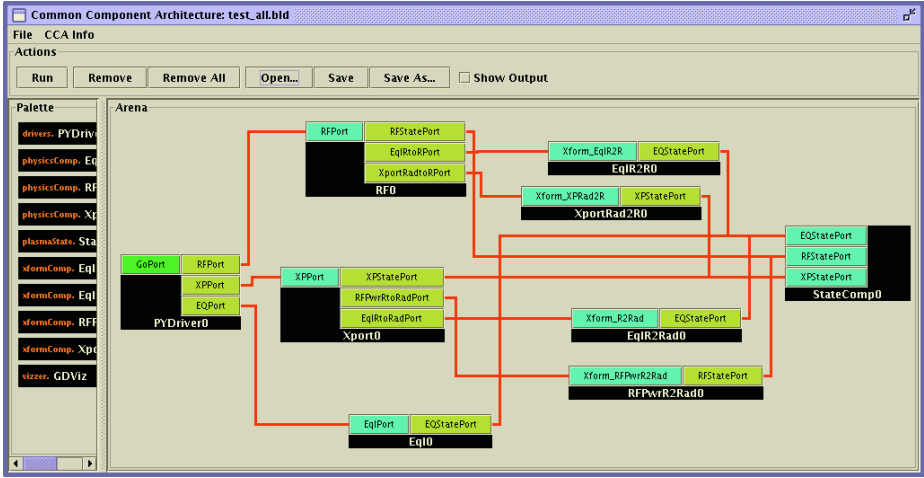 Common Component Architecture: test_all.bld
File CCA Info
Actions
Run Remove Remove All Open... Save Save As... Show Output
Palette
drivers. PYDriv
physicsComp. Eq
physicsComp. RF
physicsComp. Xp
plasmaState. Sta
xformComp. Eql
xformComp. Eql
xformComp. RFF
xformComp. Xpo
vizzer. GDViz
Arena
RFPort RFStatePort
EqlRtoRPort
XportRadtoRPort
RF0
Xform_EqlR2R EQStatePort
EqlR2R0
Xform_XPRad2R XPStatePort
XportRad2R0
EQStatePort
RFStatePort
XPStatePort
StateComp0
GoPort RFPort
XPPort
EQPort
PYDriver0
XPPort XPStatePort
RFPwrRtoRadPort
EqlRtoRadPort
Xport0
Xform_R2Rad EQStatePort
EqlR2Rad0
Xform_RFPwrR2Rad RFStatePort
RFPwrR2Rad0
EqlPort EQStatePort
Eql0